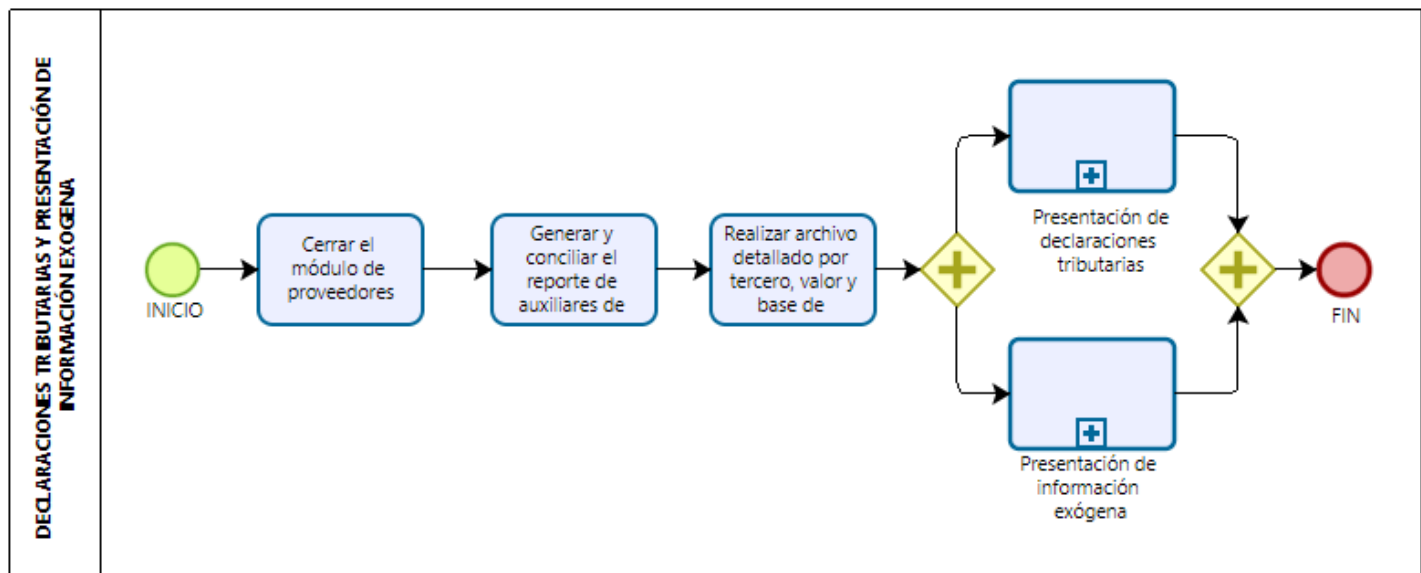 DECLARACIONES TRIBUTARIAS Y PRESENTACIÓN DE
INFORMACIÓN EXOGENA
INICIO
Cerrar el
módulo de
proveedores
Generar y
conciliar el
reporte de
auxiliares de
Realizar archivo
detallado por
tercero, valor y
base de
Presentación de
declaraciones
tributarias
Presentación de
información
exógena
FIN